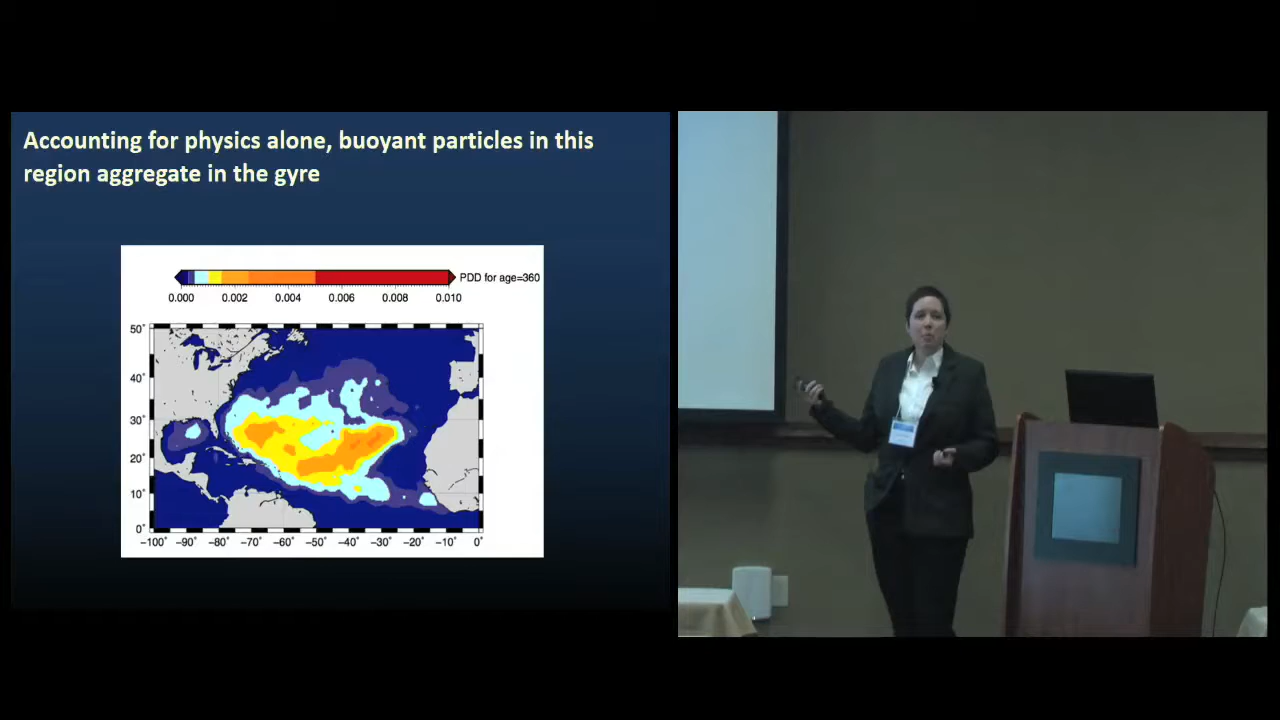 Accounting for physics alone, buoyant particles in this
region aggregate in the gyre
PDD for age=360
0.000 0.002 0.004 0.006 0.008 0.010
50°
40°
30°
20°
10°
0°
−100° −90° −80° −70° −60° −50° −40° −30° −20° −10° 0°